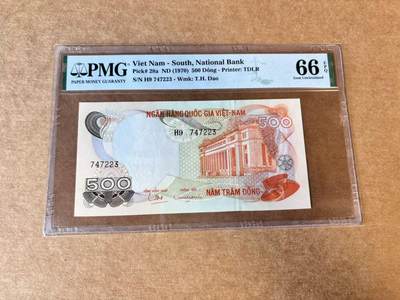 PMG
PAPER MONEY GUARANTY
Viet Nam - South, National Bank
Pick# 28a ND (1970) 500 Dông - Printer: TDLR
S/N H9 747223 - Wmk: T.H. Dao
66 EPQ
Gem Uncirculated
NGÂN HÀNG QUỐC GIA VIỆT-NAM
500
H9 747223
747223
500
NĂM TRĂM ĐỒNG